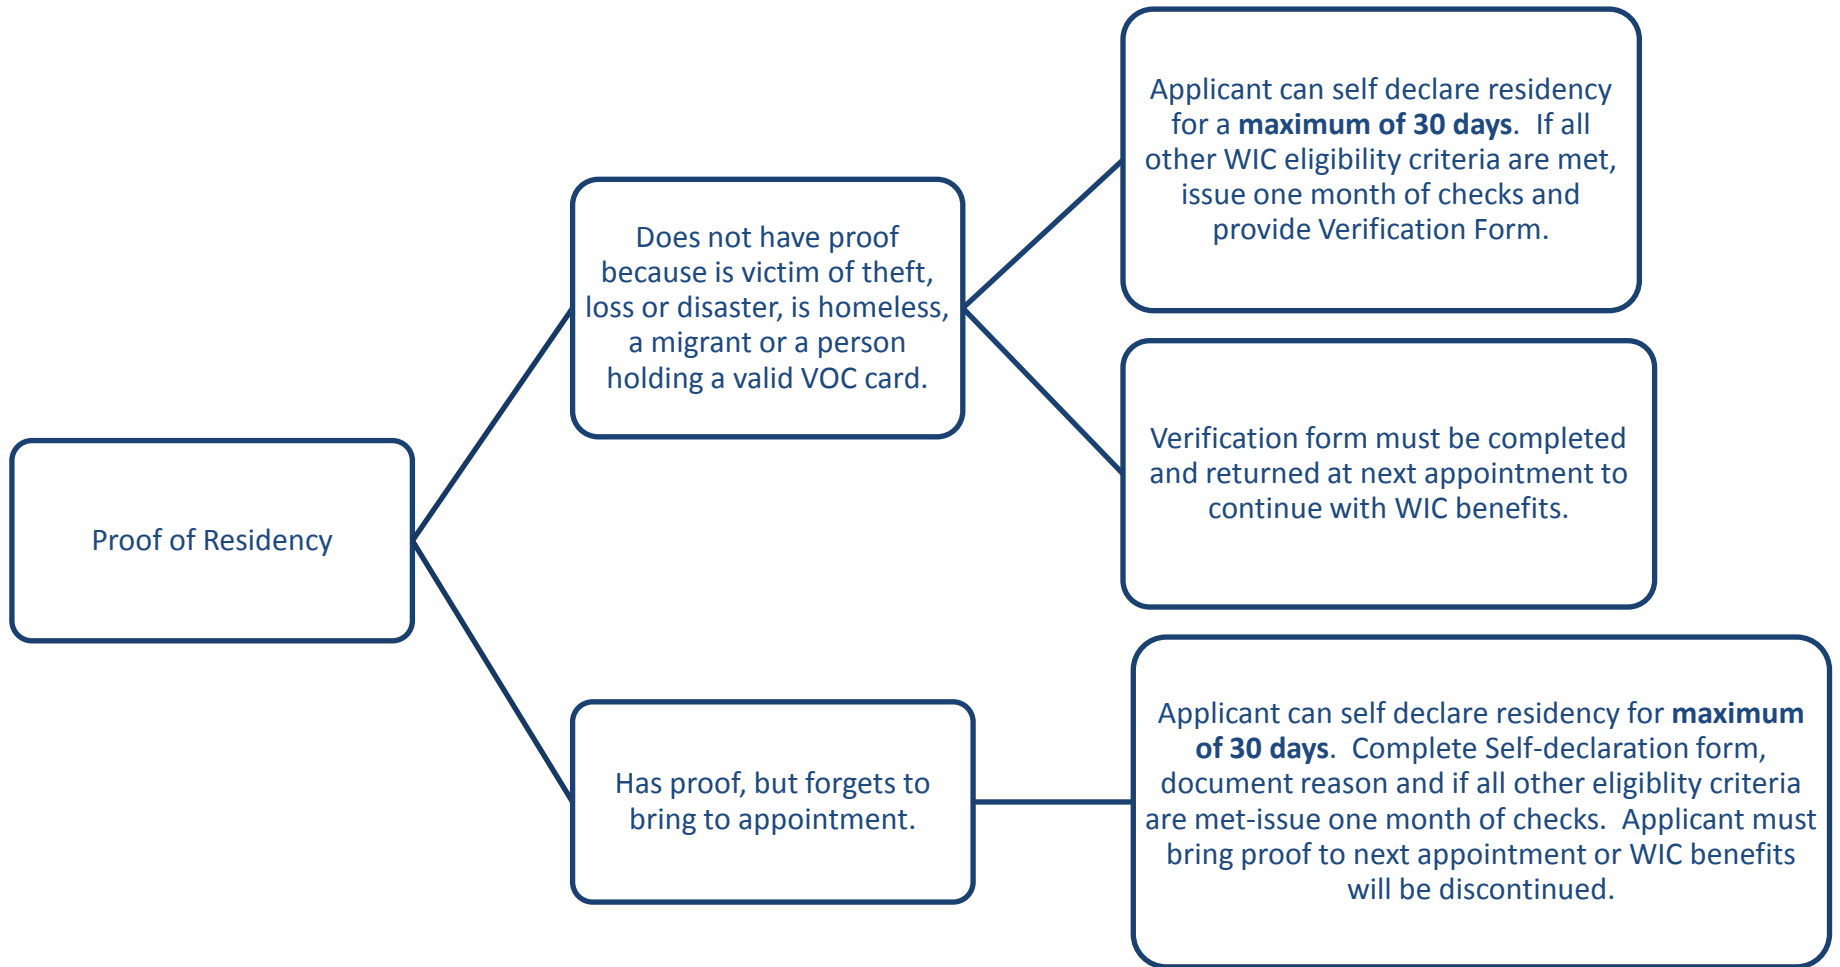 Proof of Residency
Does not have proof
because is victim of theft,
loss or disaster, is homeless,
a migrant or a person
holding a valid VOC card.
Applicant can self declare residency
for a maximum of 30 days.  If all
other WIC eligibility criteria are met,
issue one month of checks and
provide Verification Form.
Verification form must be completed
and returned at next appointment to
continue with WIC benefits.
Has proof, but forgets to
bring to appointment.
Applicant can self declare residency for maximum
of 30 days.  Complete Self-declaration form,
document reason and if all other eligiblity criteria
are met-issue one month of checks.  Applicant must
bring proof to next appointment or WIC benefits
will be discontinued.